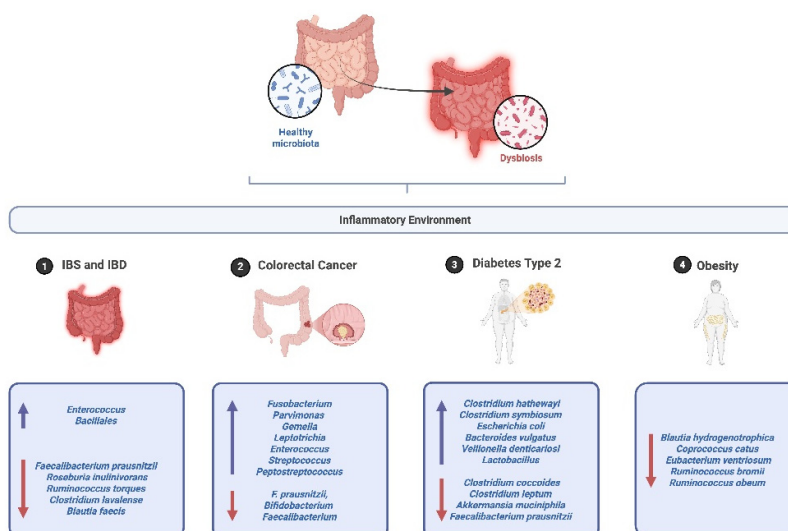 Healthy
microbiota
Dysbiosis
Inflammatory Environment
1 IBS and IBD
2 Colorectal Cancer
3 Diabetes Type 2
4 Obesity
Enterococcus
Bacillales
Faecalibacterium prausnitzii
Roseburia inulinivorans
Ruminococcus torques
Clostridium lavalense
Blautia faecis
Fusobacterium
Parvimonas
Gemella
Leptotrichia
Enterococcus
Streptococcus
Peptostreptococcus
F. prausnitzii,
Bifidobacterium
Faecalibacterium
Clostridium hathewayi
Clostridium symbiosum
Escherichia coli
Bacteroides vulgatus
Veillonella denticariosi
Lactobacillus
Clostridium coccoides
Clostridium leptum
Akkermansia muciniphila
Faecalibacterium prausnitzii
Blautia hydrogenotrophica
Coprococcus catus
Eubacterium ventriosum
Ruminococcus bromii
Ruminococcus obeum